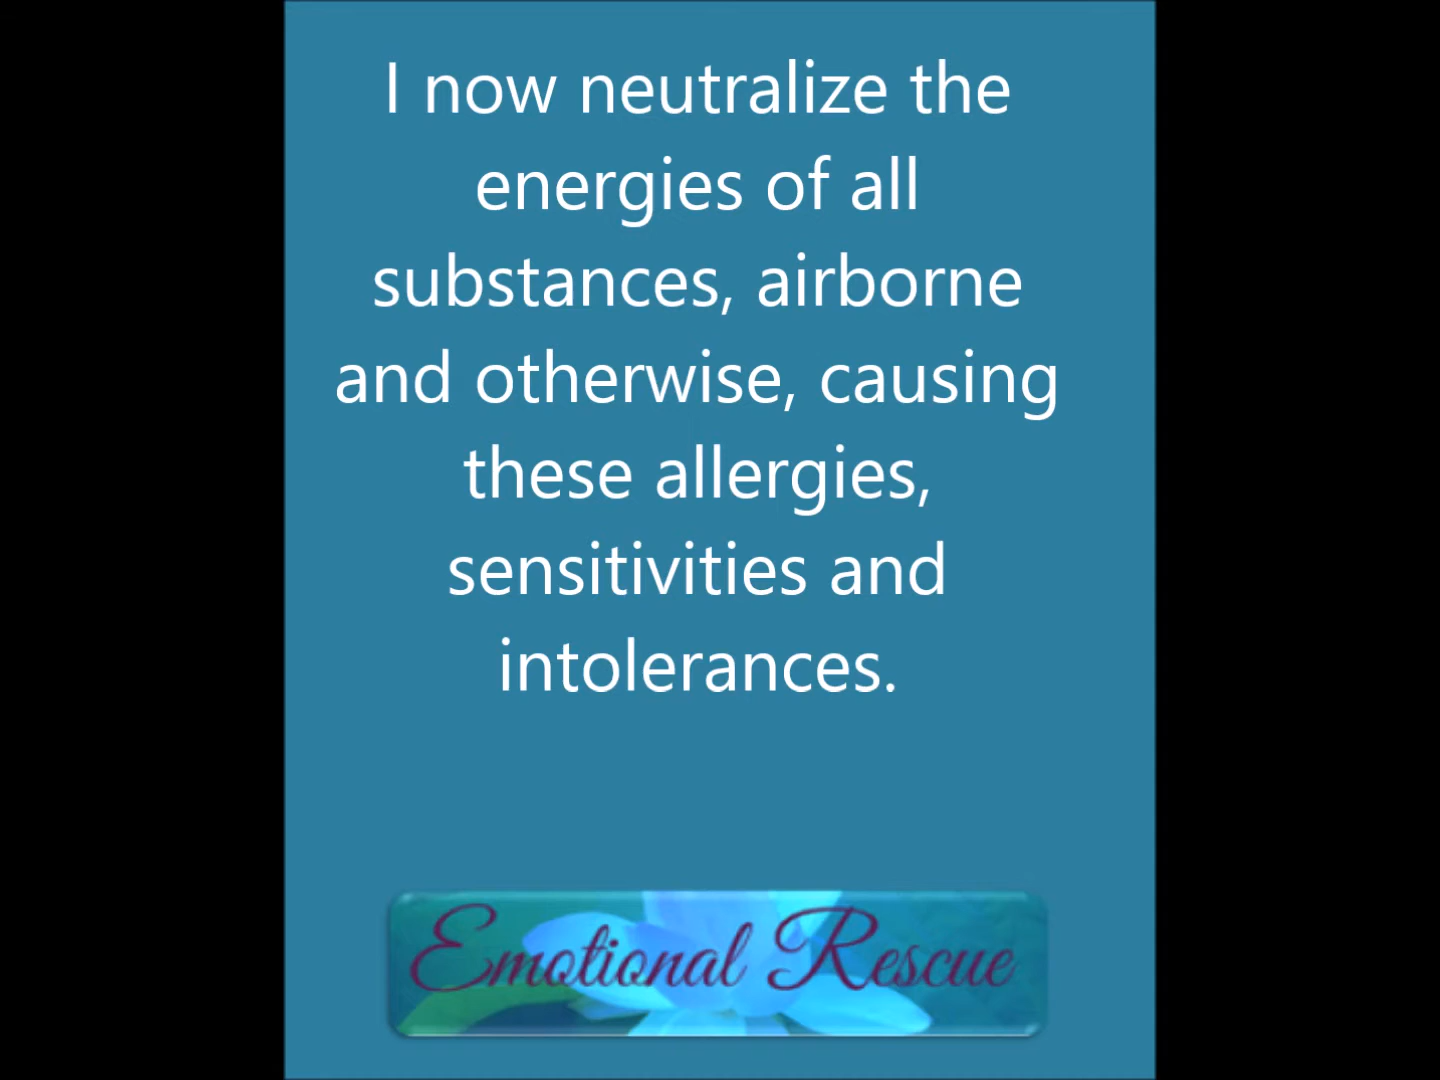 I now neutralize the
energies of all
substances, airborne
and otherwise, causing
these allergies,
sensitivities and
intolerances.
Emotional Rescue